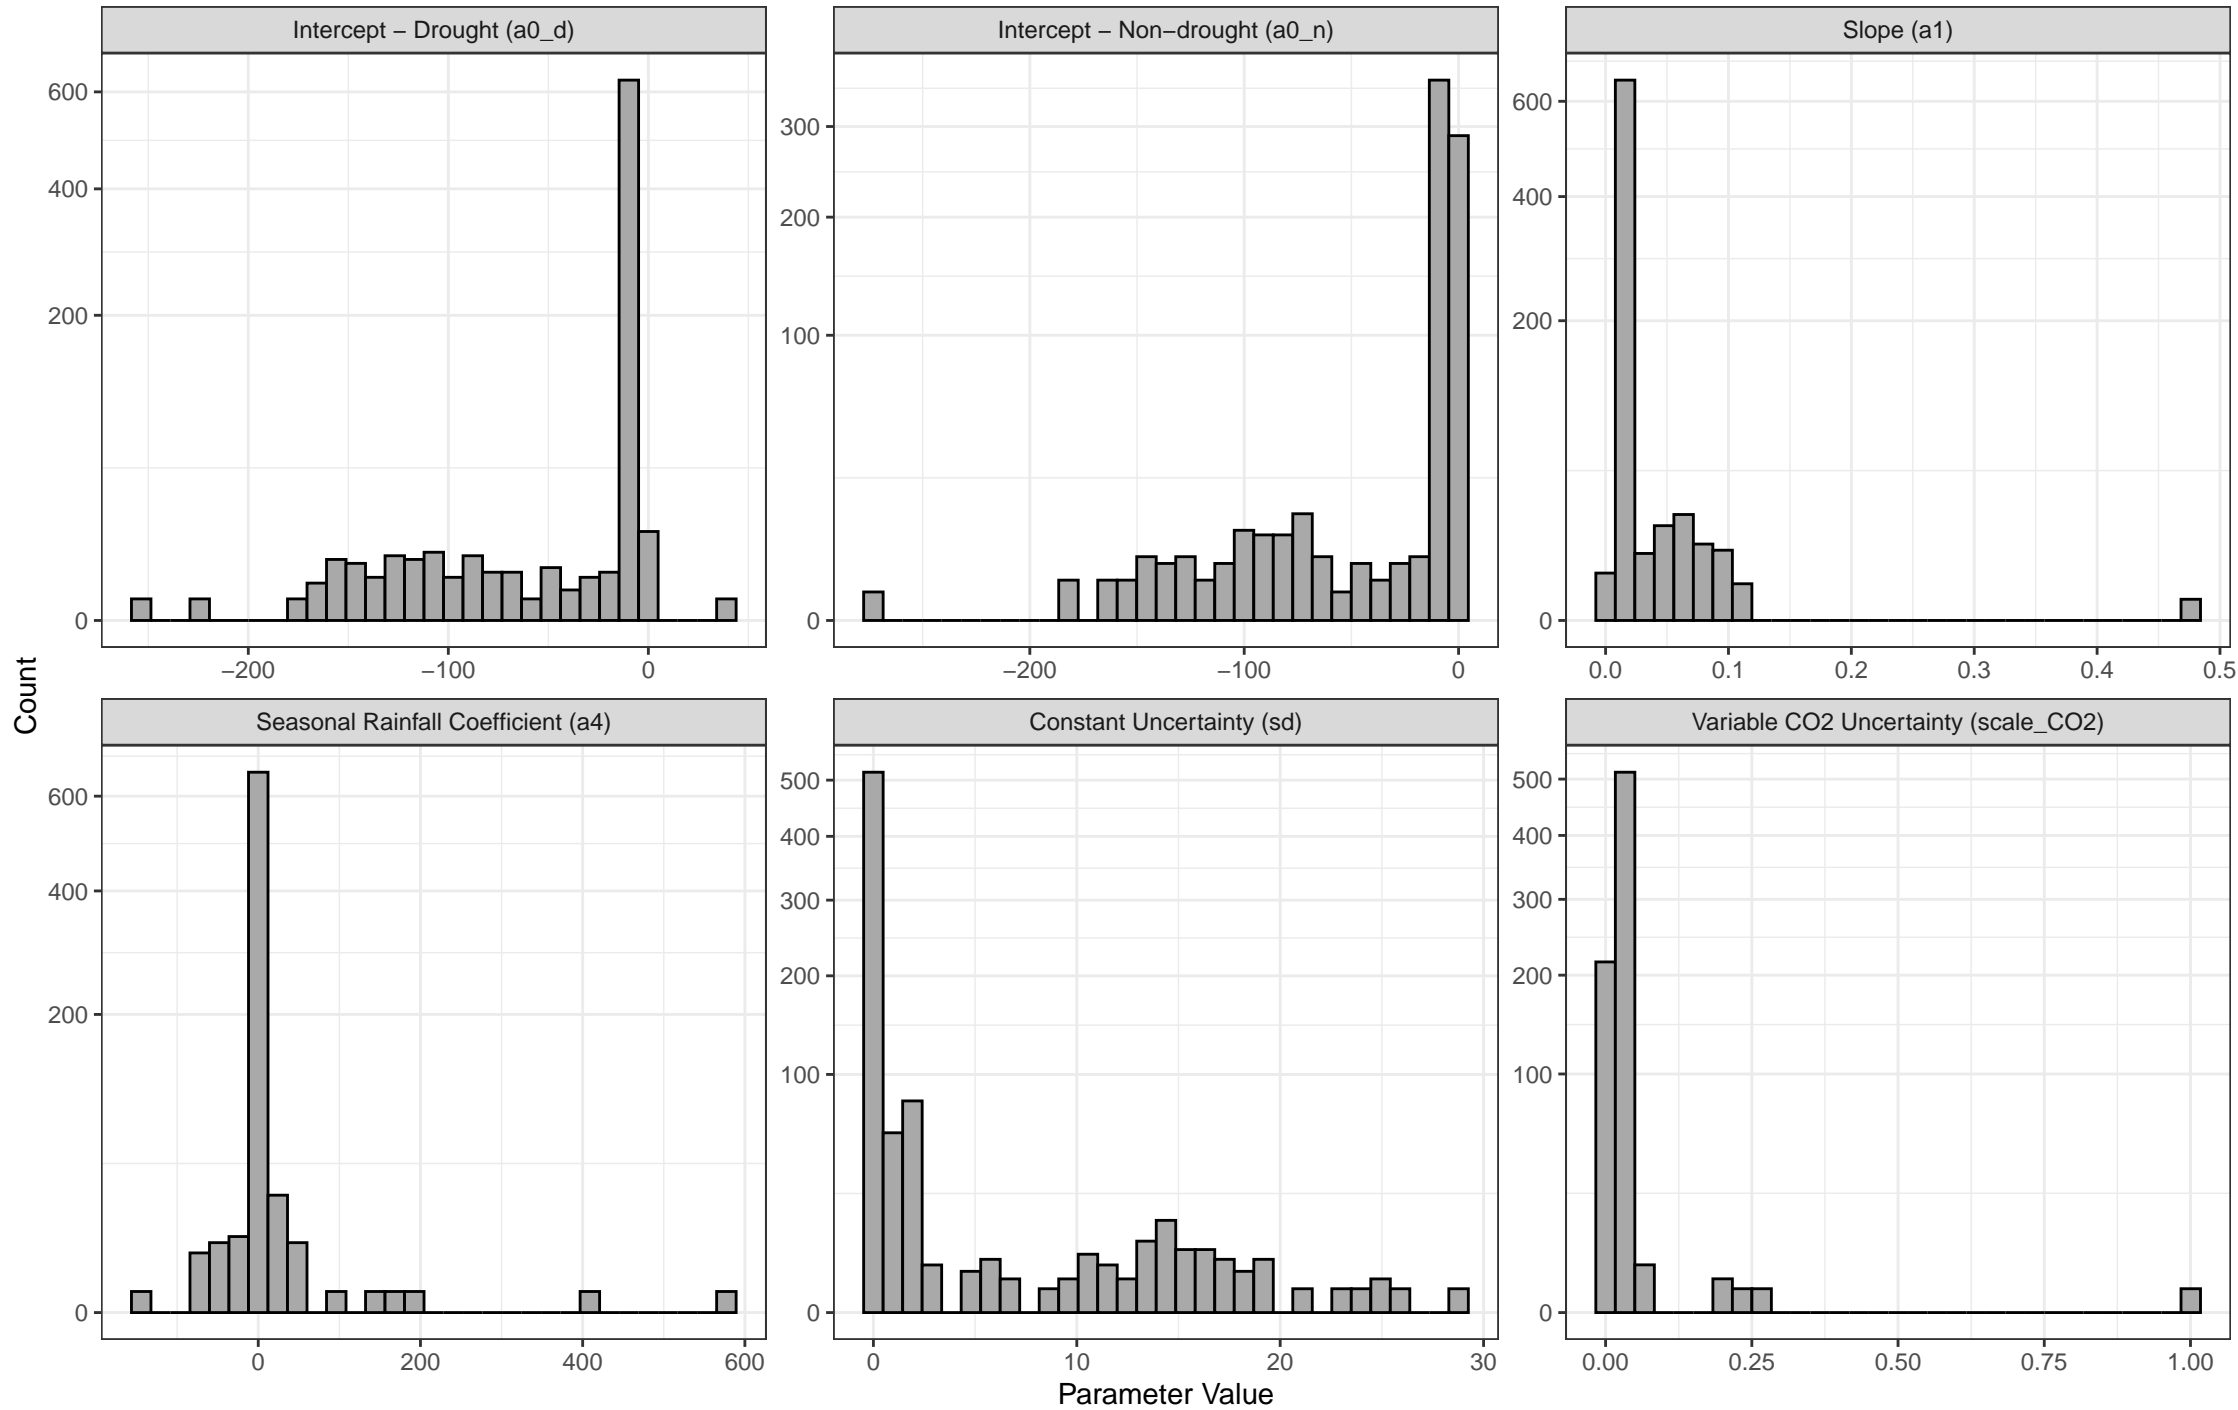 Intercept − Drought (a0_d)
Intercept − Non−drought (a0_n)
Slope (a1)
600
400
200
0
−200 −100 0
300
200
100
0
−200 −100 0
600
400
200
0
0.0 0.1 0.2 0.3 0.4 0.5
Count
Seasonal Rainfall Coefficient (a4)
Constant Uncertainty (sd)
Variable CO2 Uncertainty (scale_CO2)
600
400
200
0
0 200 400 600
500
400
300
200
100
0
0 10 20 30
500
400
300
200
100
0
0.00 0.25 0.50 0.75 1.00
Parameter Value